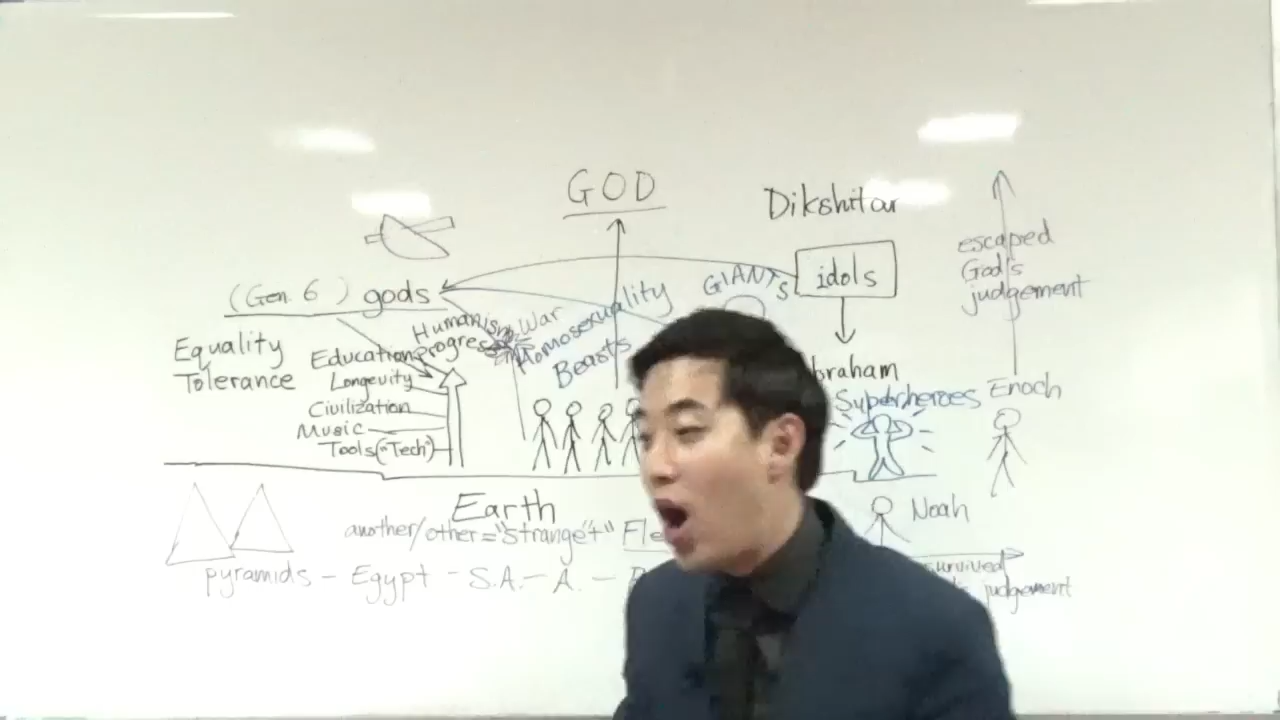 GOD
Dikshitar
escaped
God's
judgement
idols
GIANTS
(Gen. 6) gods
Humanism
Progress
War
Homosexuality
Beasts
Equality
Tolerance
Education
Longevity
Civilization
Music
Tools("Tech")
braham
Superheroes
Enoch
Earth
another/other="strange"+" Fle
Noah
pyramids - Egypt - S.A. - A. -
survived
judgement